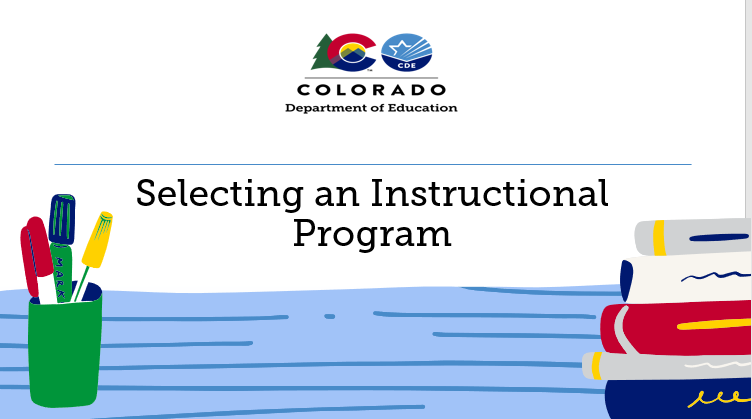 CDE
COLORADO
Department of Education
Selecting an Instructional
Program
MARK